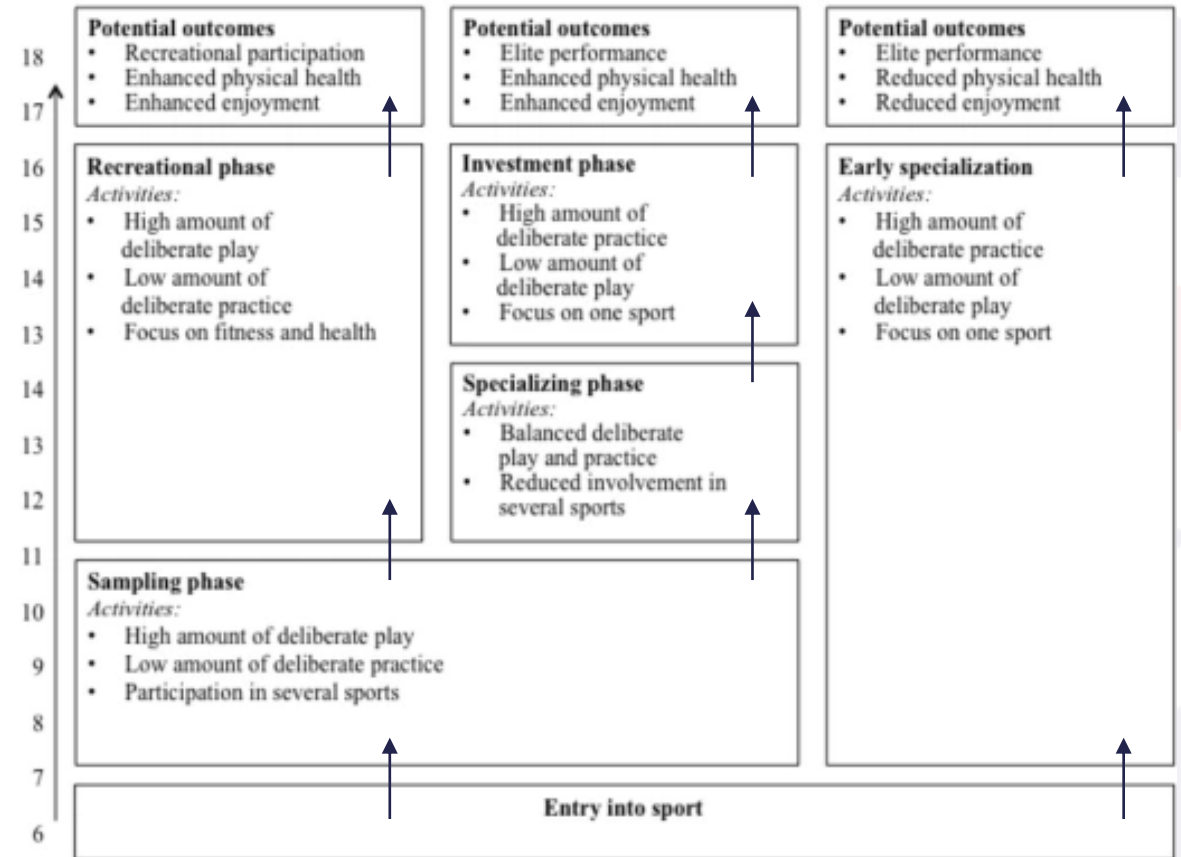 Potential outcomes
• Recreational participation
• Enhanced physical health
• Enhanced enjoyment
Potential outcomes
• Elite performance
• Enhanced physical health
• Enhanced enjoyment
Potential outcomes
• Elite performance
• Reduced physical health
• Reduced enjoyment
Recreational phase
Activities:
• High amount of
deliberate play
• Low amount of
deliberate practice
• Focus on fitness and health
Investment phase
Activities:
• High amount of
deliberate practice
• Low amount of
deliberate play
• Focus on one sport
Early specialization
Activities:
• High amount of
deliberate practice
• Low amount of
deliberate play
• Focus on one sport
Specializing phase
Activities:
• Balanced deliberate
play and practice
• Reduced involvement in
several sports
Sampling phase
Activities:
• High amount of deliberate play
• Low amount of deliberate practice
• Participation in several sports
Entry into sport
18
17
16
15
14
13
14
13
12
11
10
9
8
7
6